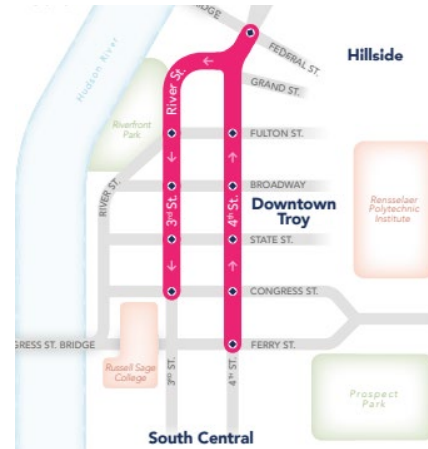 DGE
FEDERAL ST.
Hillside
Hudson River
River St.
GRAND ST.
Riverfront
Park
FULTON ST.
RIVER ST.
BROADWAY
3rd St.
4th St.
Downtown
Troy
Rensselaer
Polytechnic
Institute
STATE ST.
CONGRESS ST.
GRESS ST. BRIDGE
FERRY ST.
Russell Sage
College
3RD ST.
4TH ST.
Prospect
Park
South Central